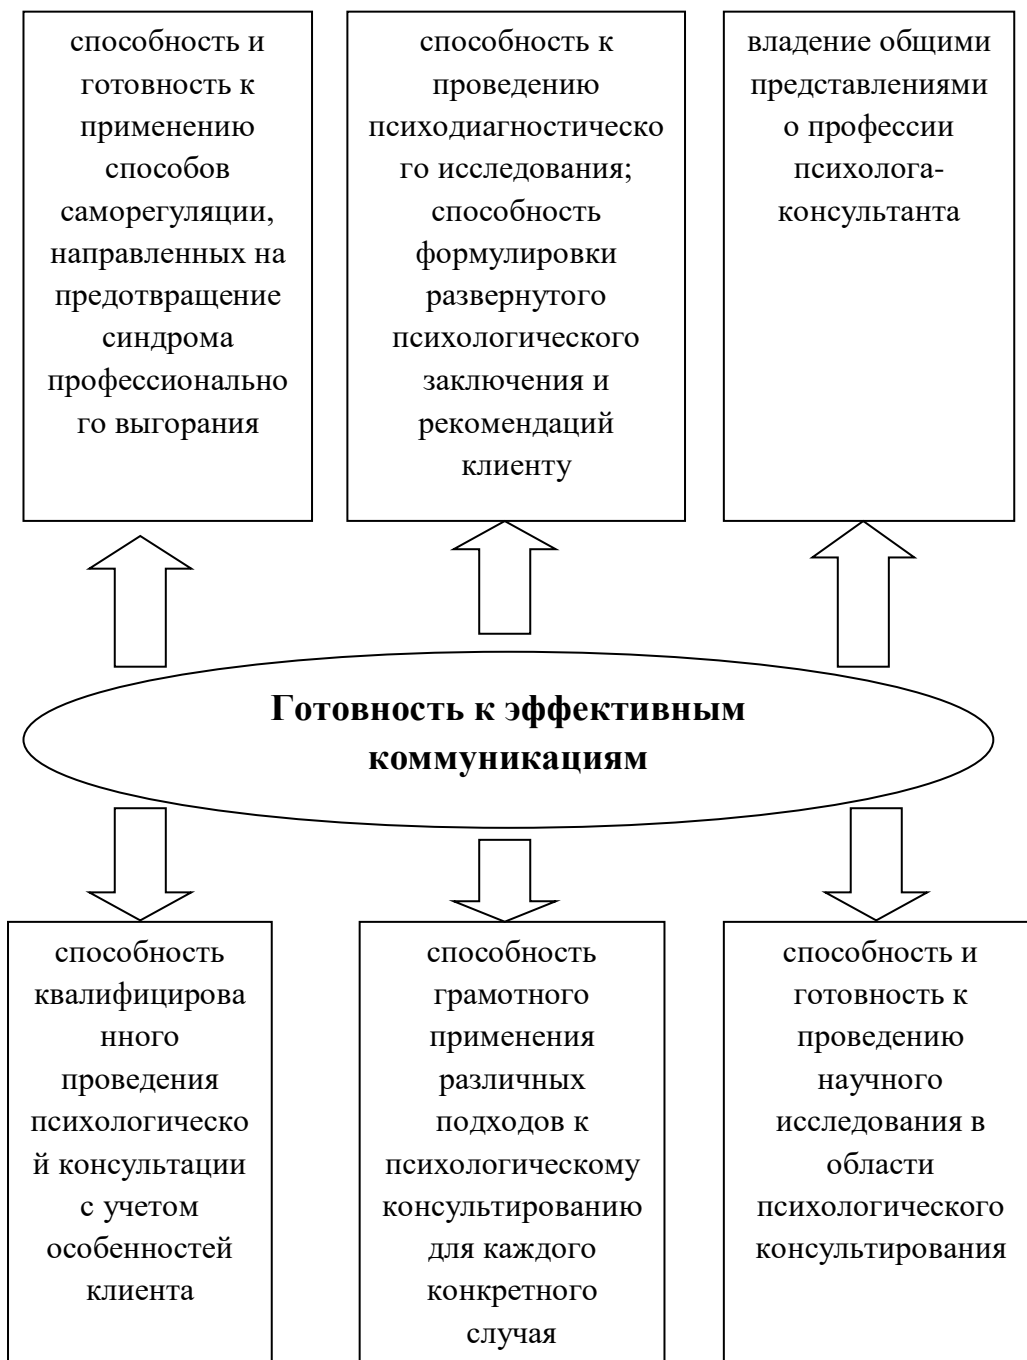 способность и
готовность к
применению
способов
саморегуляции,
направленных на
предотвращение
синдрома
профессионально
го выгорания
способность к
проведению
психодиагностическо
го исследования;
способность
формулировки
развернутого
психологического
заключения и
рекомендаций
клиенту
владение общими
представлениями
о профессии
психолога-
консультанта
Готовность к эффективным
коммуникациям
способность
квалифицирова
нного
проведения
психологическо
й консультации
с учетом
особенностей
клиента
способность
грамотного
применения
различных
подходов к
психологическому
консультированию
для каждого
конкретного
случая
способность и
готовность к
проведению
научного
исследования в
области
психологического
консультирования